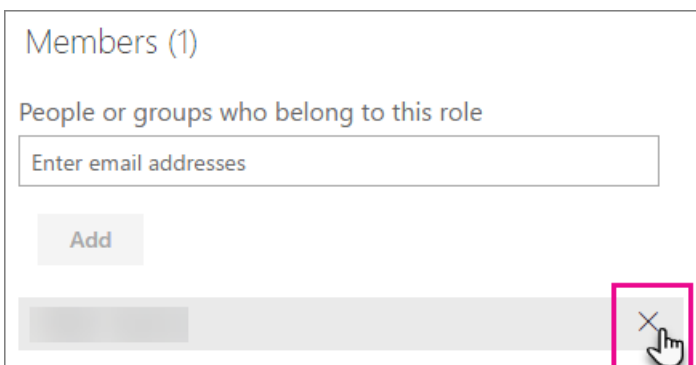 Members (1)
People or groups who belong to this role
Enter email addresses
Add